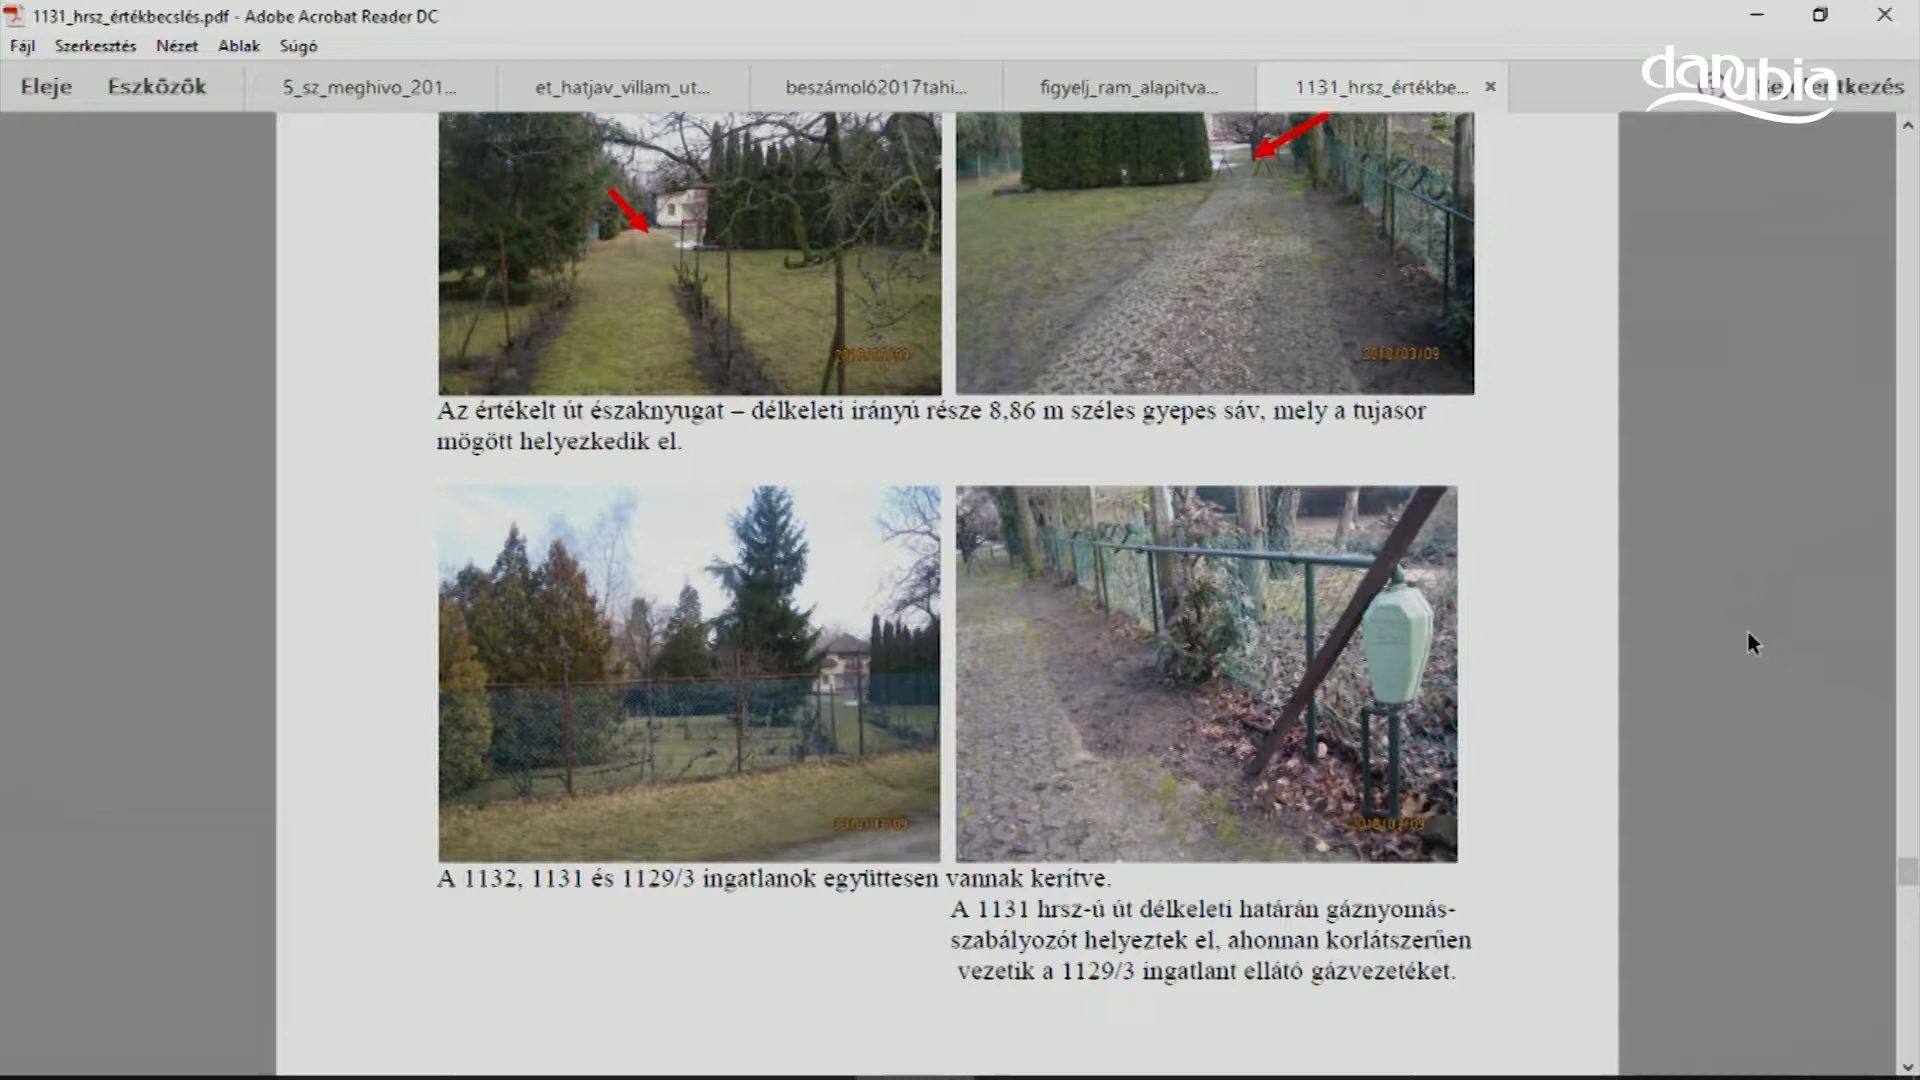 1131_hrsz_értékbecslés.pdf - Adobe Acrobat Reader DC
Fájl Szerkesztés Nézet Ablak Súgó
danubia
Eleje Eszközök 5_sz_meghivo_201... et_hatjav_villam_ut... beszámoló2017tahi... figyelj_ram_alapitva... 1131_hrsz_értékbe... ×
2018/03/09
Az értékelt út északnyugat – délkeleti irányú része 8,86 m széles gyepes sáv, mely a tujasor
mögött helyezkedik el.
2018/03/09
A 1132, 1131 és 1129/3 ingatlanok együttesen vannak kerítve.
A 1131 hrsz-ú út délkeleti határán gáznyomás-
szabályozót helyeztek el, ahonnan korlátszerűen
vezetik a 1129/3 ingatlant ellátó gázvezetéket.